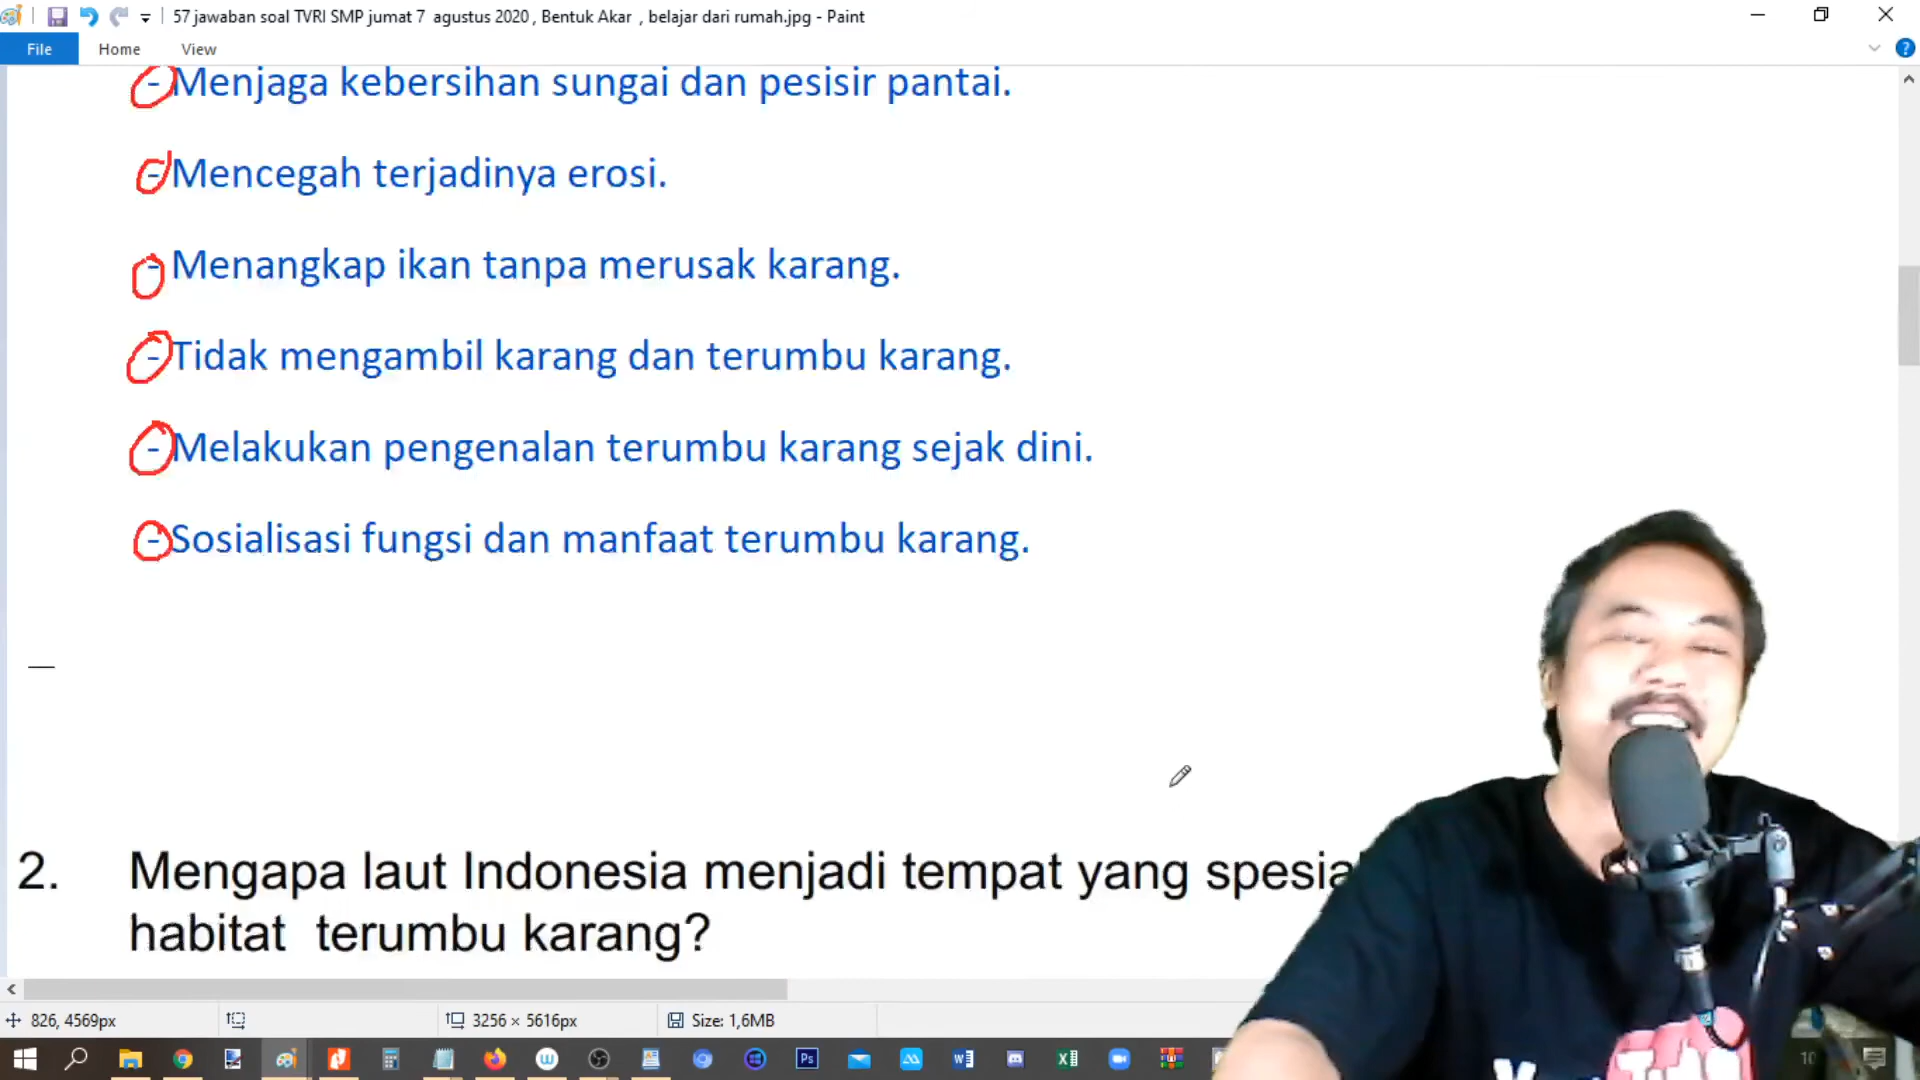 57 jawaban soal TVRI SMP jumat 7 agustus 2020 , Bentuk Akar , belajar dari rumah.jpg - Paint
File Home View
- Menjaga kebersihan sungai dan pesisir pantai.
- Mencegah terjadinya erosi.
- Menangkap ikan tanpa merusak karang.
- Tidak mengambil karang dan terumbu karang.
- Melakukan pengenalan terumbu karang sejak dini.
- Sosialisasi fungsi dan manfaat terumbu karang.
2. Mengapa laut Indonesia menjadi tempat yang
habitat terumbu karang?
826, 4569px 3256 × 5616px Size: 1,6MB